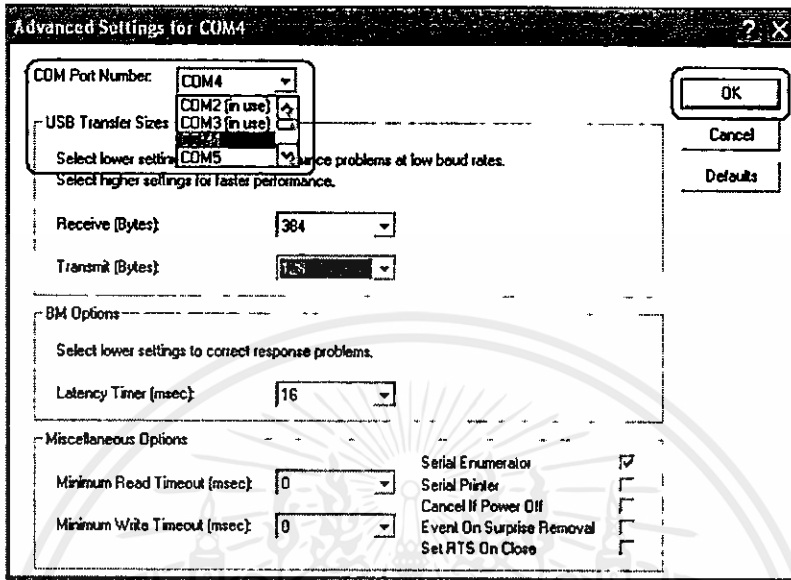 Advanced Settings for COM4
COM Port Number: COM4
OK
COM2 (in use)
USB Transfer Sizes COM3 (in use)
Cancel
COM5
Select lower problems at low baud rates.
Select higher settings for faster performance.
Defaults
Receive (Bytes): 384
Transmit (Bytes):
BM Options
Select lower settings to correct response problems.
Latency Timer (msec): 16
Miscellaneous Options
Serial Enumerator
Minimum Read Timeout (msec): 0
Serial Printer
Cancel If Power Off
Minimum Write Timeout (msec): 0
Event On Surprise Removal
Set RTS On Close